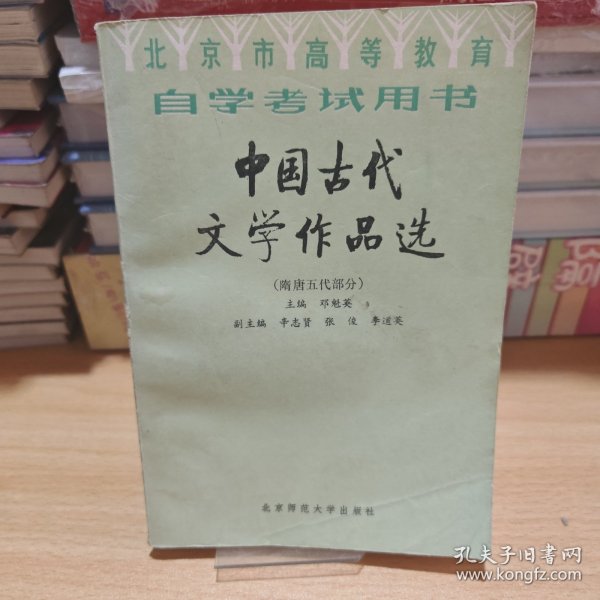 北京市高等教育
自学考试用书
中国古代
文学作品选
(隋唐五代部分)
主编 邓魁英
副主编 辛志贤 张俊 李道英
北京师范大学出版社
孔夫子旧书网
www.kongfz.com